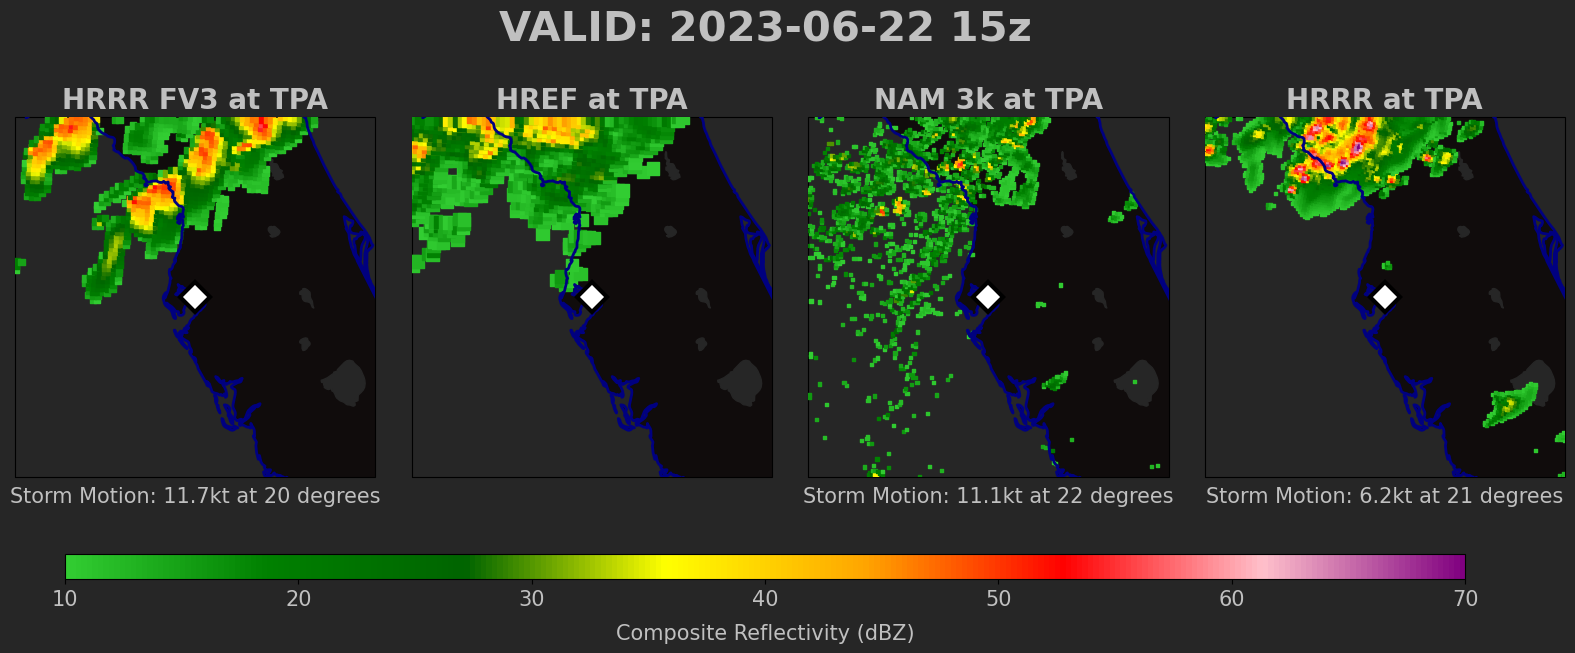 VALID: 2023-06-22 15z
HRRR FV3 at TPA
HREF at TPA
NAM 3k at TPA
HRRR at TPA
Storm Motion: 11.7kt at 20 degrees
Storm Motion: 11.1kt at 22 degrees
Storm Motion: 6.2kt at 21 degrees
10 20 30 40 50 60 70
Composite Reflectivity (dBZ)